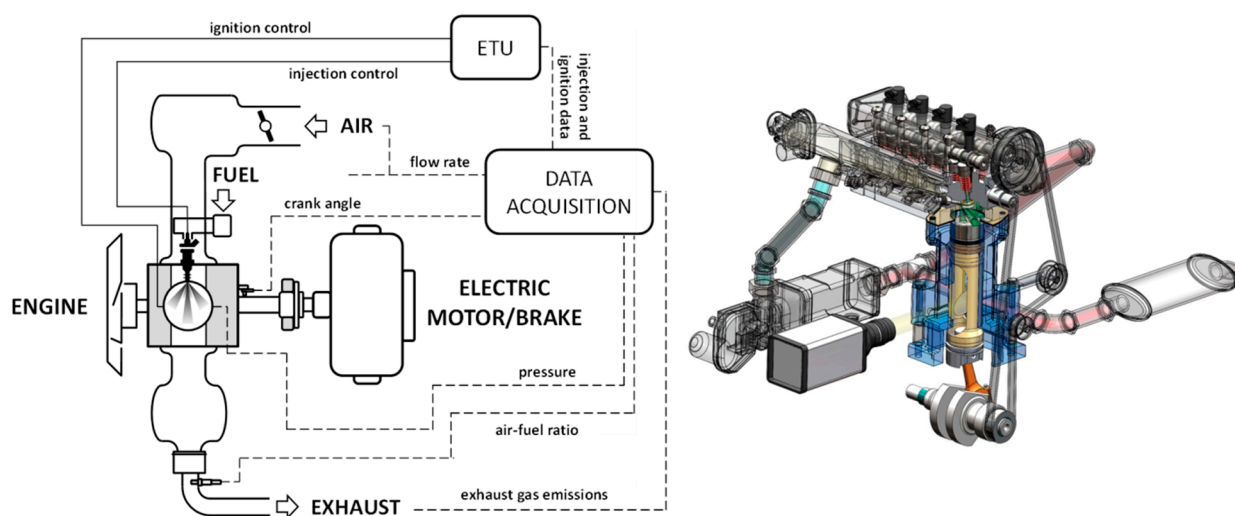 ignition control
ETU
injection control
injection and
ignition data
AIR
flow rate
FUEL
DATA
ACQUISITION
crank angle
ENGINE
ELECTRIC
MOTOR/BRAKE
pressure
air-fuel ratio
exhaust gas emissions
EXHAUST